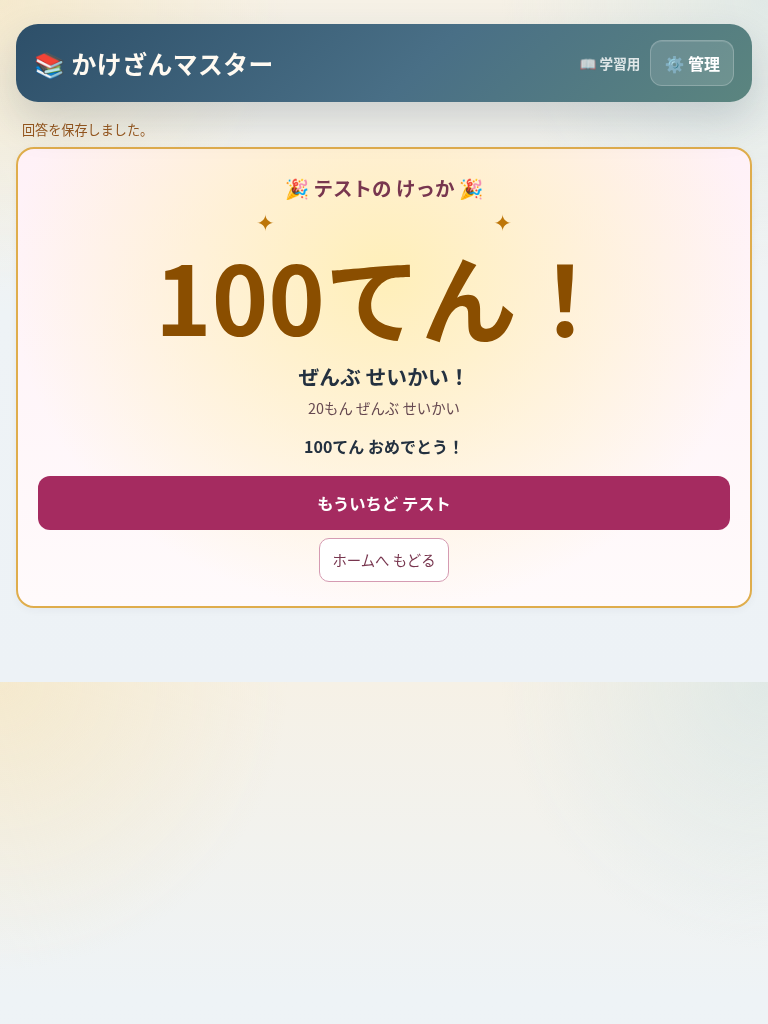 📚 かけざんマスター
📖 学習用
⚙️ 管理
回答を保存しました。
🎉 テストの けっか 🎉
✦ ✦
100てん！
ぜんぶ せいかい！
20もん ぜんぶ せいかい
100てん おめでとう！
もういちど テスト
ホームへ もどる